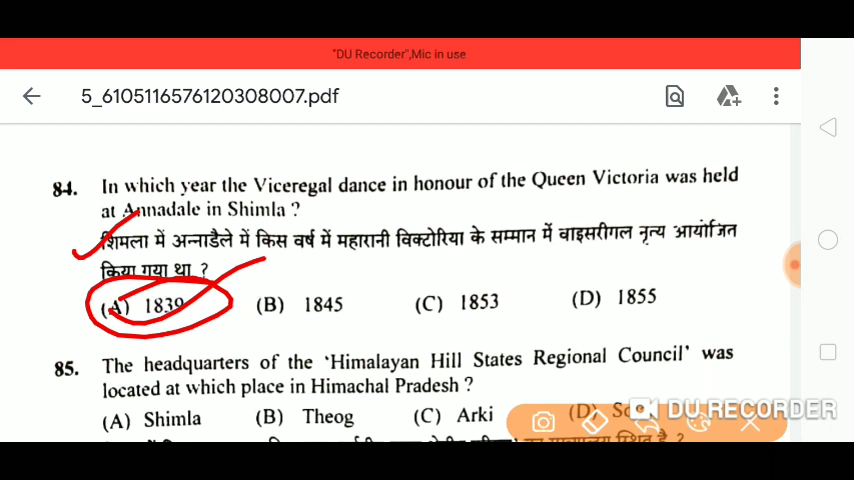 "DU Recorder",Mic in use
5_6105116576120308007.pdf
84. In which year the Viceregal dance in honour of the Queen Victoria was held
at Annadale in Shimla ?
शिमला में अन्नाडैले में किस वर्ष में महारानी विक्टोरिया के सम्मान में वाइसरीगल नृत्य आयोजित
किया गया था ?
(A) 1839 (B) 1845 (C) 1853 (D) 1855
85. The headquarters of the 'Himalayan Hill States Regional Council' was
located at which place in Himachal Pradesh ?
(A) Shimla (B) Theog (C) Arki (D)
DU RECORDER